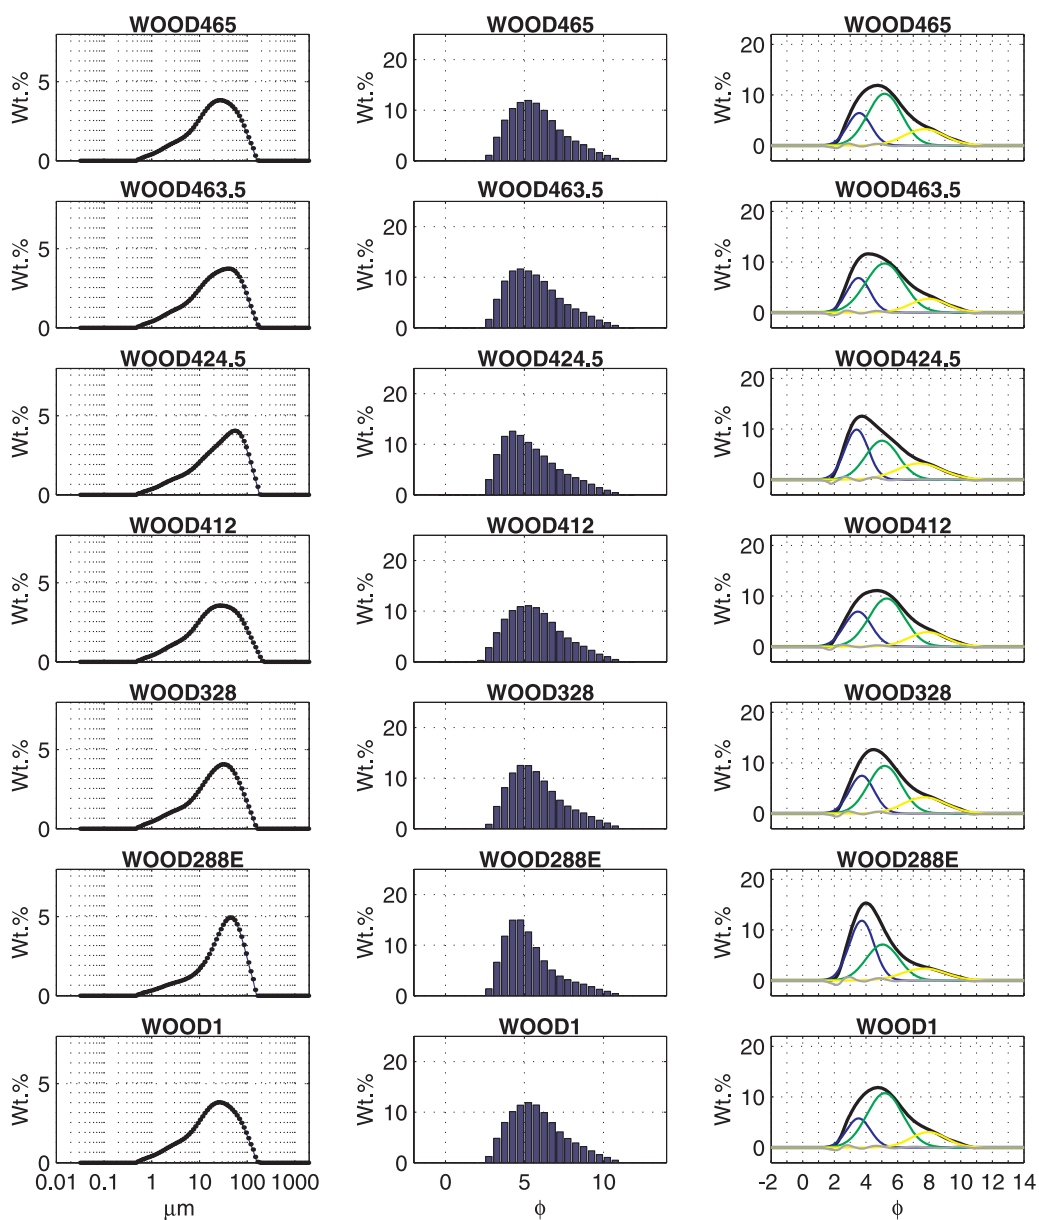 WOOD465 WOOD465 WOOD465
Wt.% 5 0 Wt.% 20 10 0 Wt.% 20 10 0
WOOD463.5 WOOD463.5 WOOD463.5
Wt.% 5 0 Wt.% 20 10 0 Wt.% 20 10 0
WOOD424.5 WOOD424.5 WOOD424.5
Wt.% 5 0 Wt.% 20 10 0 Wt.% 20 10 0
WOOD412 WOOD412 WOOD412
Wt.% 5 0 Wt.% 20 10 0 Wt.% 20 10 0
WOOD328 WOOD328 WOOD328
Wt.% 5 0 Wt.% 20 10 0 Wt.% 20 10 0
WOOD288E WOOD288E WOOD288E
Wt.% 5 0 Wt.% 20 10 0 Wt.% 20 10 0
WOOD1 WOOD1 WOOD1
Wt.% 5 0 Wt.% 20 10 0 Wt.% 20 10 0
0.01 0.1 1 10 100 1000 0 5 10 -2 0 2 4 6 8 10 12 14
μm ϕ ϕ